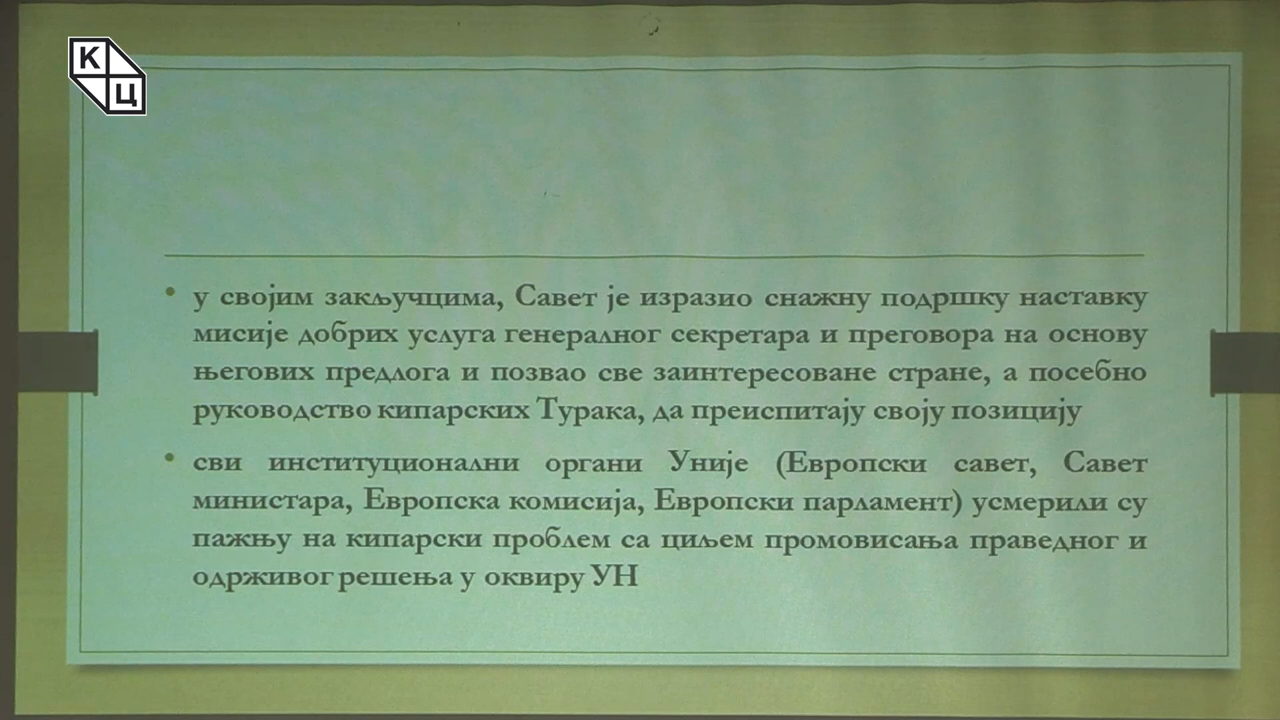 К
Ц
• у својим закључцима, Савет је изразио снажну подршку наставку
мисије добрих услуга генералног секретара и преговора на основу
његових предлога и позвао све заинтересоване стране, а посебно
руководство кипарских Турака, да преиспитају своју позицију
• сви институционални органи Уније (Европски савет, Савет
министара, Европска комисија, Европски парламент) усмерили су
пажњу на кипарски проблем са циљем промовисања праведног и
одрживог решења у оквиру УН